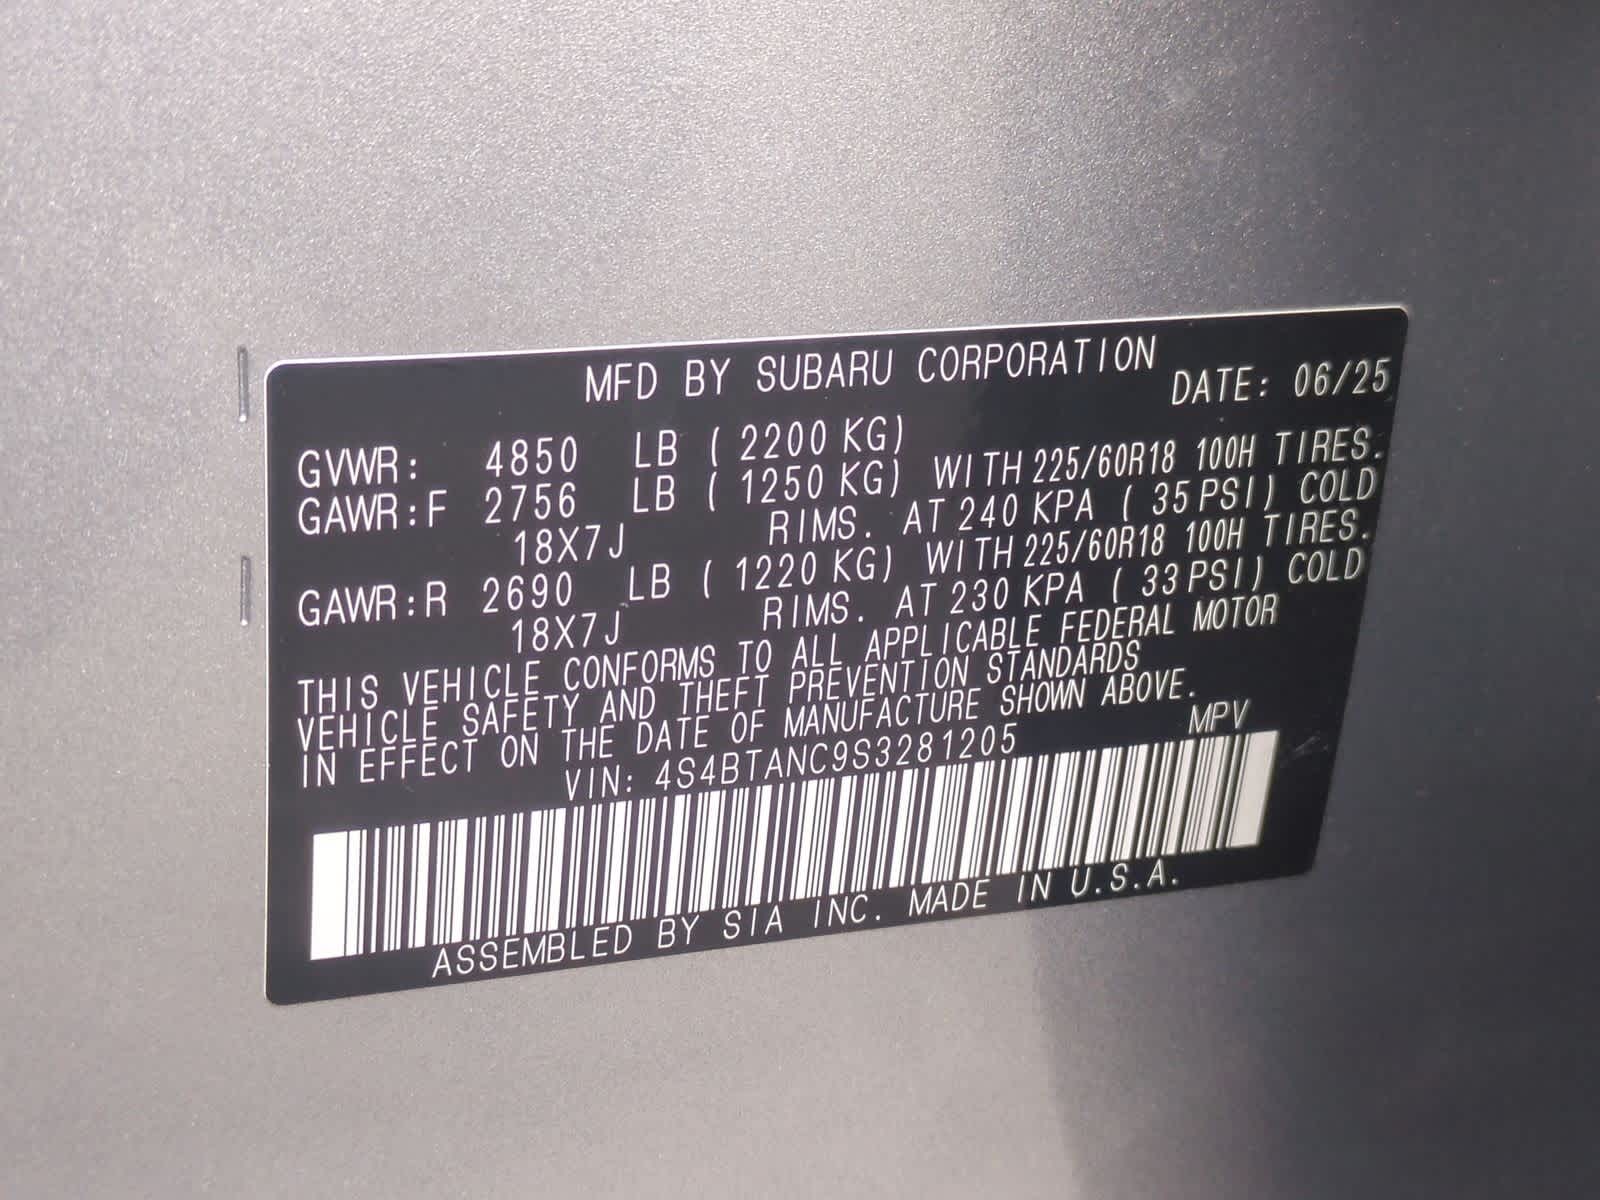 MFD BY SUBARU CORPORATION DATE: 06/25
GVWR: 4850 LB ( 2200 KG)
GAWR:F 2756 LB ( 1250 KG) WITH 225/60R18 100H TIRES.
18X7J RIMS. AT 240 KPA ( 35 PSI) COLD
GAWR:R 2690 LB ( 1220 KG) WITH 225/60R18 100H TIRES.
18X7J RIMS. AT 230 KPA ( 33 PSI) COLD
THIS VEHICLE CONFORMS TO ALL APPLICABLE FEDERAL MOTOR
VEHICLE SAFETY AND THEFT PREVENTION STANDARDS
IN EFFECT ON THE DATE OF MANUFACTURE SHOWN ABOVE.
VIN: 4S4BTANC9S3281205 MPV
ASSEMBLED BY SIA INC. MADE IN U.S.A.